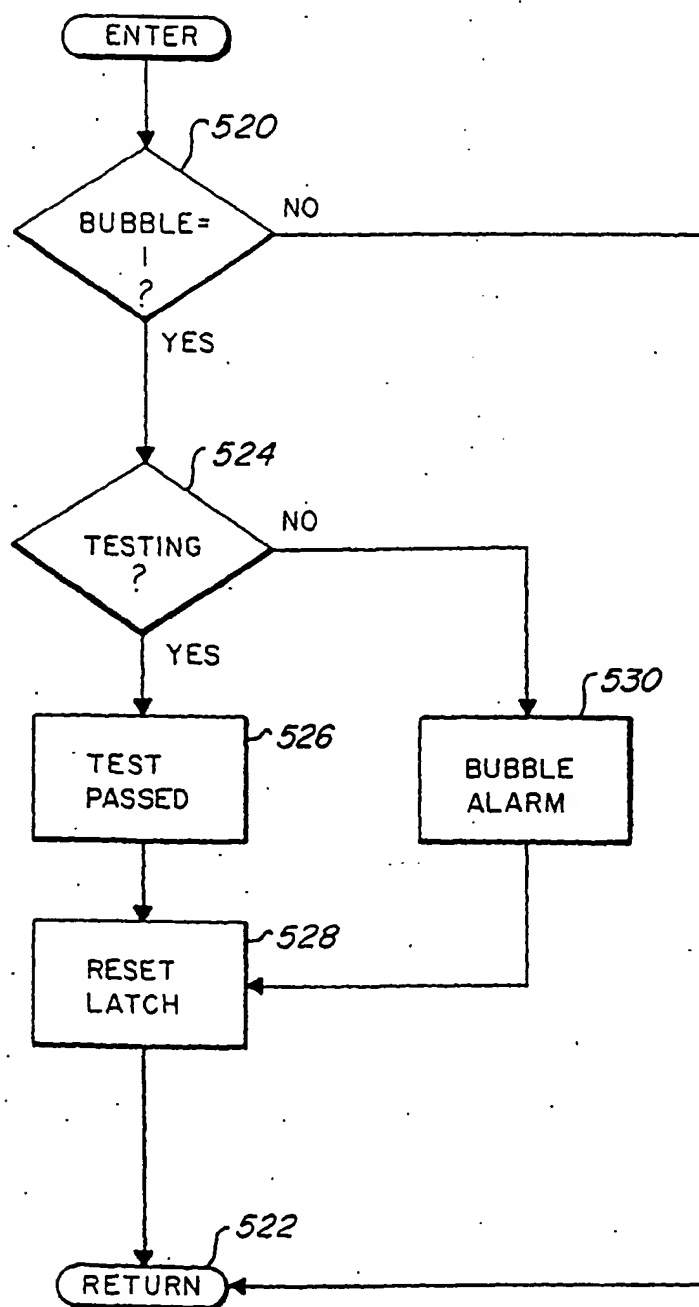 ENTER
520
BUBBLE=
1
?
NO
YES
524
TESTING
?
NO
YES
526
TEST
PASSED
530
BUBBLE
ALARM
528
RESET
LATCH
522
RETURN